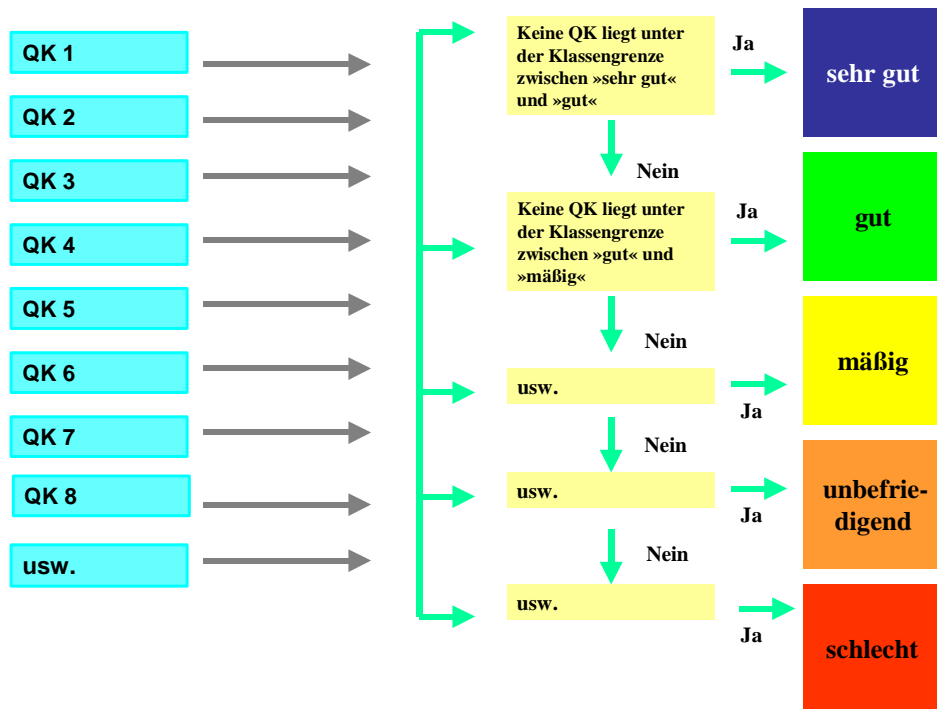 QK 1
QK 2
QK 3
QK 4
QK 5
QK 6
QK 7
QK 8
usw.
Keine QK liegt unter
der Klassengrenze
zwischen »sehr gut«
und »gut«
Ja
sehr gut
Nein
Keine QK liegt unter
der Klassengrenze
zwischen »gut« und
»mäßig«
Ja
gut
Nein
usw.
Ja
mäßig
Nein
usw.
Ja
unbefrie-
digend
Nein
usw.
Ja
schlecht